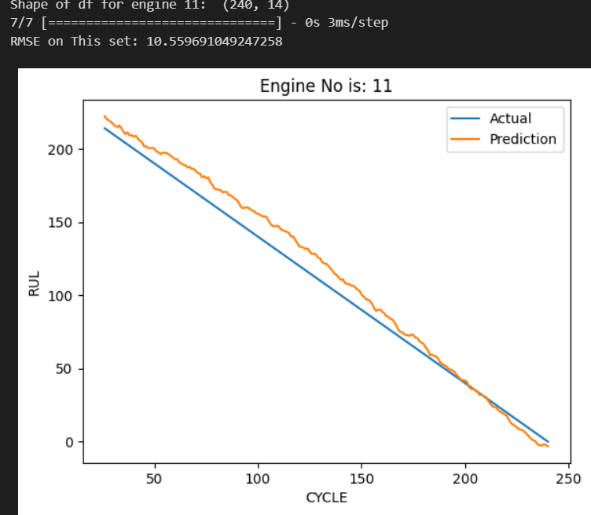 Shape of df for engine 11:  (240, 14)
7/7 [==============================] - 0s 3ms/step
RMSE on This set: 10.559691049247258
Engine No is: 11
Actual
Prediction
200
150
100
50
0
RUL
50 100 150 200 250
CYCLE